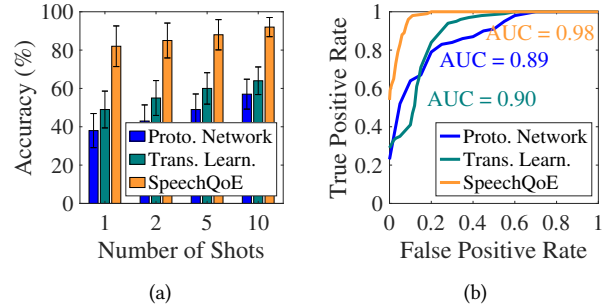 100
80
60
40
20
0
Accuracy (%)
Proto. Network
Trans. Learn.
SpeechQoE
1 2 5 10
Number of Shots
(a)
1
0.8
0.6
0.4
0.2
0
True Positive Rate
AUC = 0.98
AUC = 0.89
AUC = 0.90
Proto. Network
Trans. Learn.
SpeechQoE
0 0.2 0.4 0.6 0.8 1
False Positive Rate
(b)